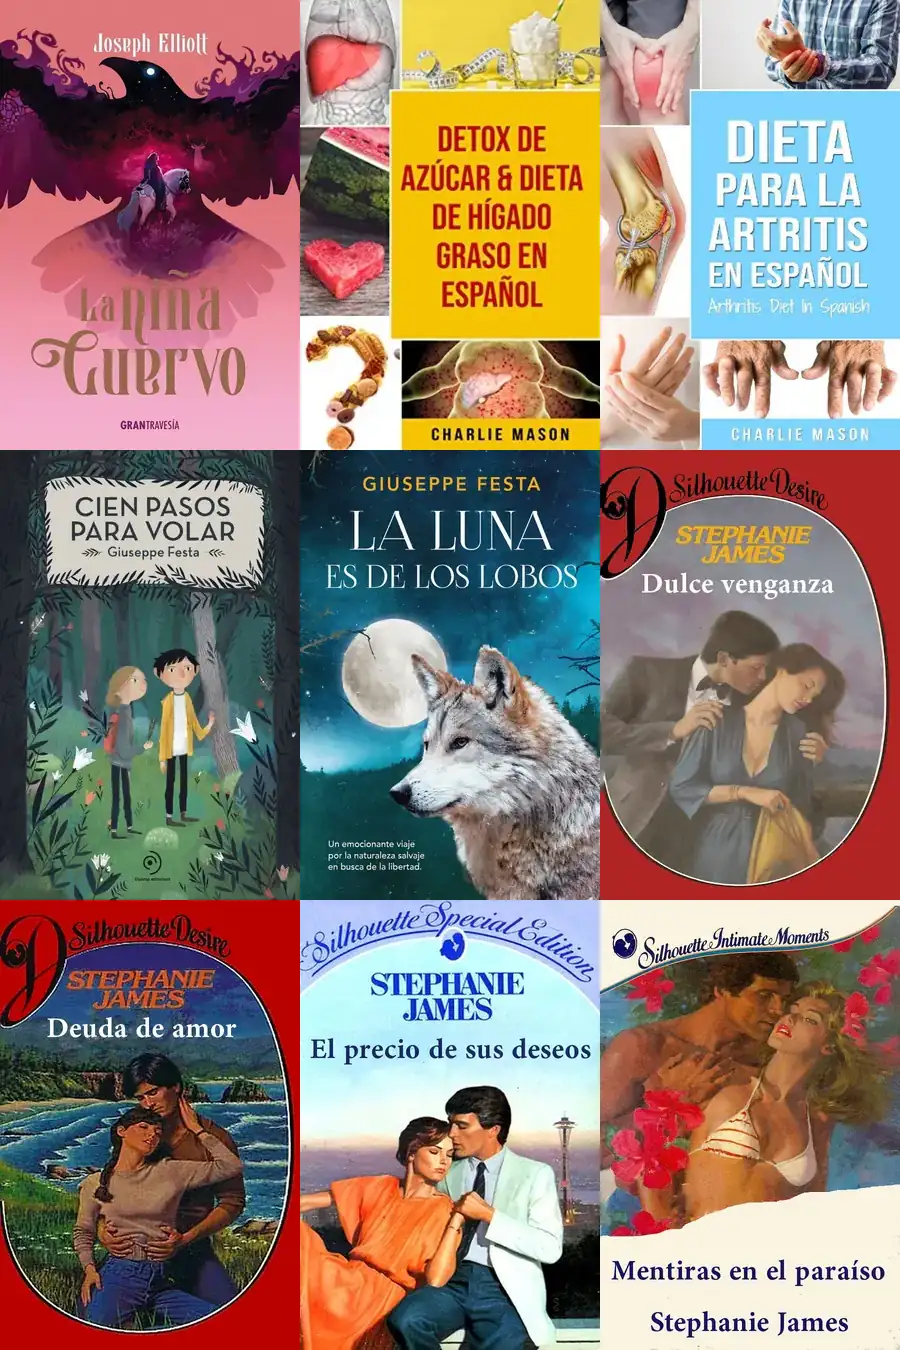 Joseph Elliott
La niña
Cuervo
GRANTRAVESÍA
DETOX DE
AZÚCAR & DIETA
DE HÍGADO
GRASO EN
ESPAÑOL
CHARLIE MASON
DIETA
PARA LA
ARTRITIS
EN ESPAÑOL
Arthritis Diet In Spanish
CHARLIE MASON
CIEN PASOS
PARA VOLAR
Giuseppe Festa
GIUSEPPE FESTA
LA LUNA
ES DE LOS LOBOS
Un emocionante viaje
por la naturaleza salvaje
en busca de la libertad.
D Silhouette Desire
STEPHANIE
JAMES
Dulce venganza
D Silhouette Desire
STEPHANIE
JAMES
Deuda de amor
Silhouette Special Edition
STEPHANIE
JAMES
El precio de sus deseos
Silhouette Intimate Moments
Mentiras en el paraíso
Stephanie James